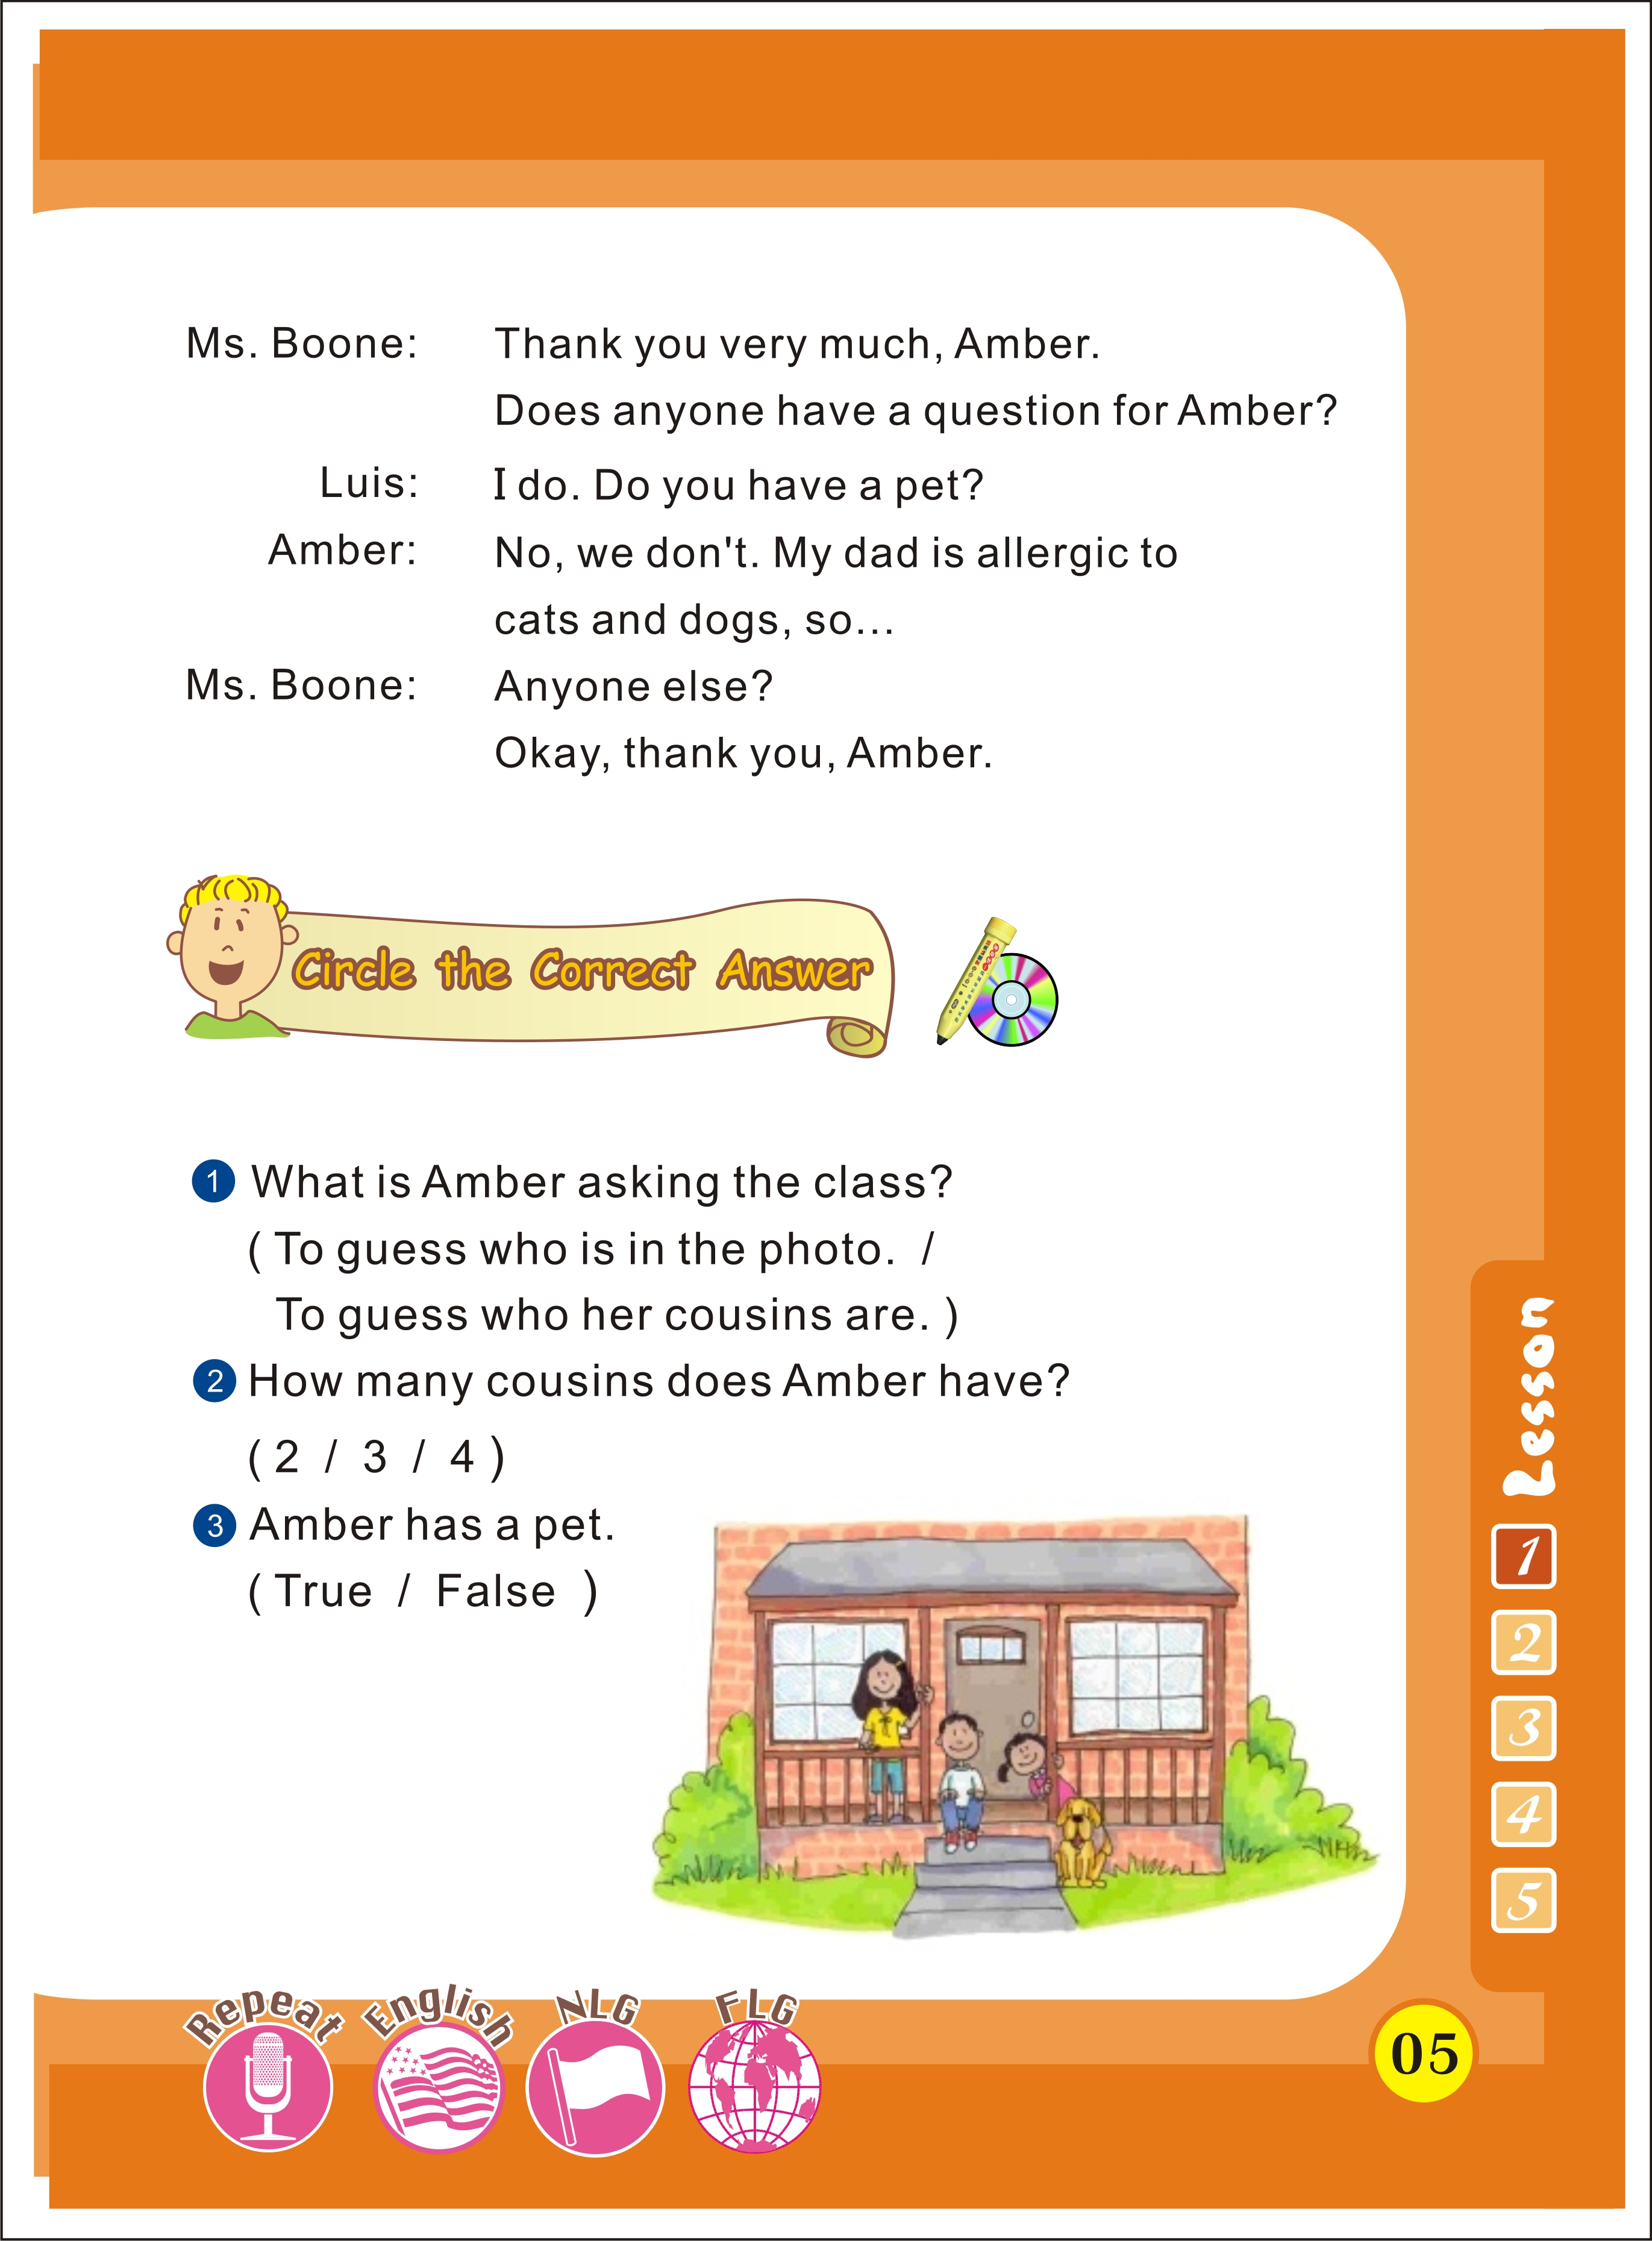 Ms. Boone: Thank you very much, Amber.
Does anyone have a question for Amber?
Luis: I do. Do you have a pet?
Amber: No, we don't. My dad is allergic to
cats and dogs, so...
Ms. Boone: Anyone else?
Okay, thank you, Amber.
Circle the Correct Answer
1 What is Amber asking the class?
( To guess who is in the photo. /
To guess who her cousins are. )
2 How many cousins does Amber have?
( 2 / 3 / 4 )
3 Amber has a pet.
( True / False )
Lesson
1
2
3
4
5
Repeat English NLG FLG
05